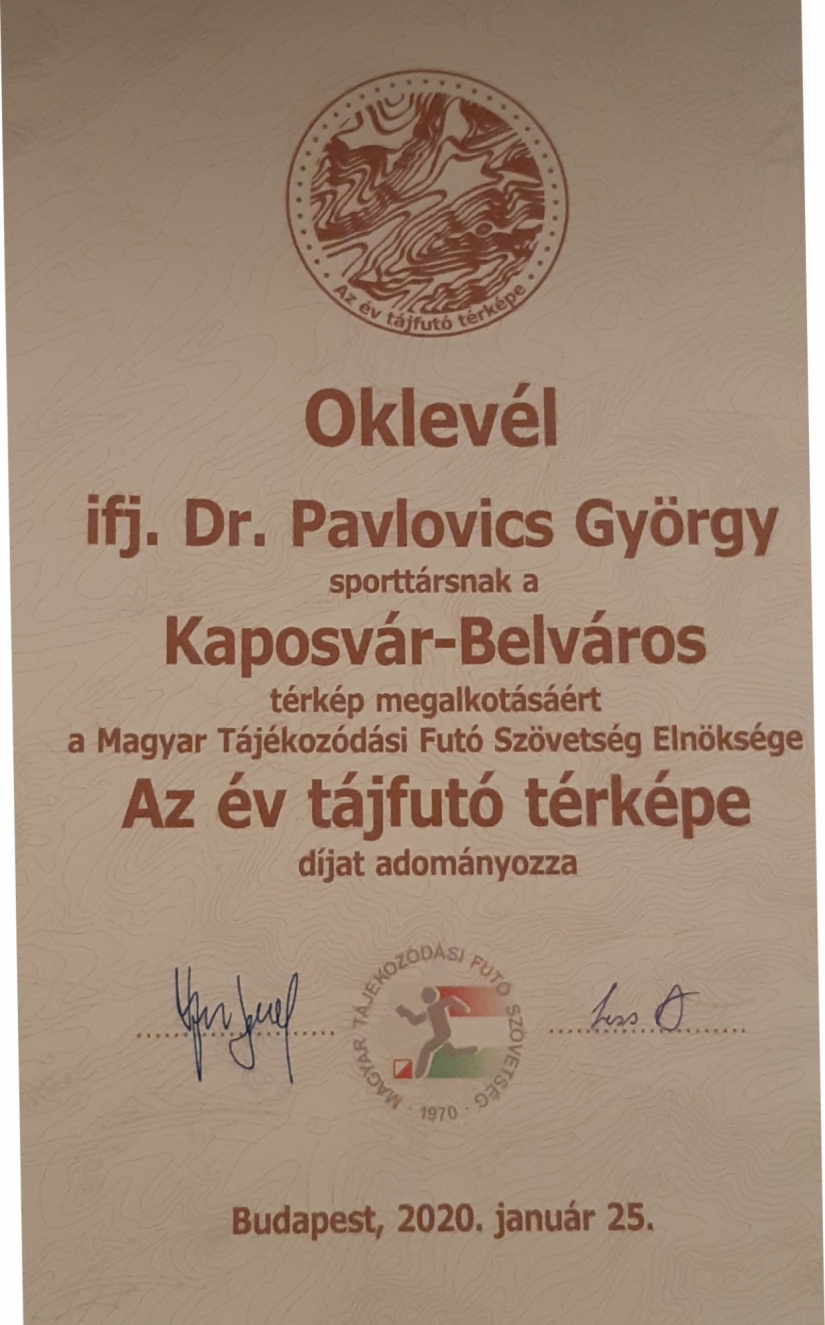 Az év tájfutó térképe
Oklevél
ifj. Dr. Pavlovics György
sporttársnak a
Kaposvár-Belváros
térkép megalkotásáért
a Magyar Tájékozódási Futó Szövetség Elnöksége
Az év tájfutó térképe
díjat adományozza
MAGYAR TÁJÉKOZÓDÁSI FUTÓ SZÖVETSÉG
· 1970 ·
Budapest, 2020. január 25.